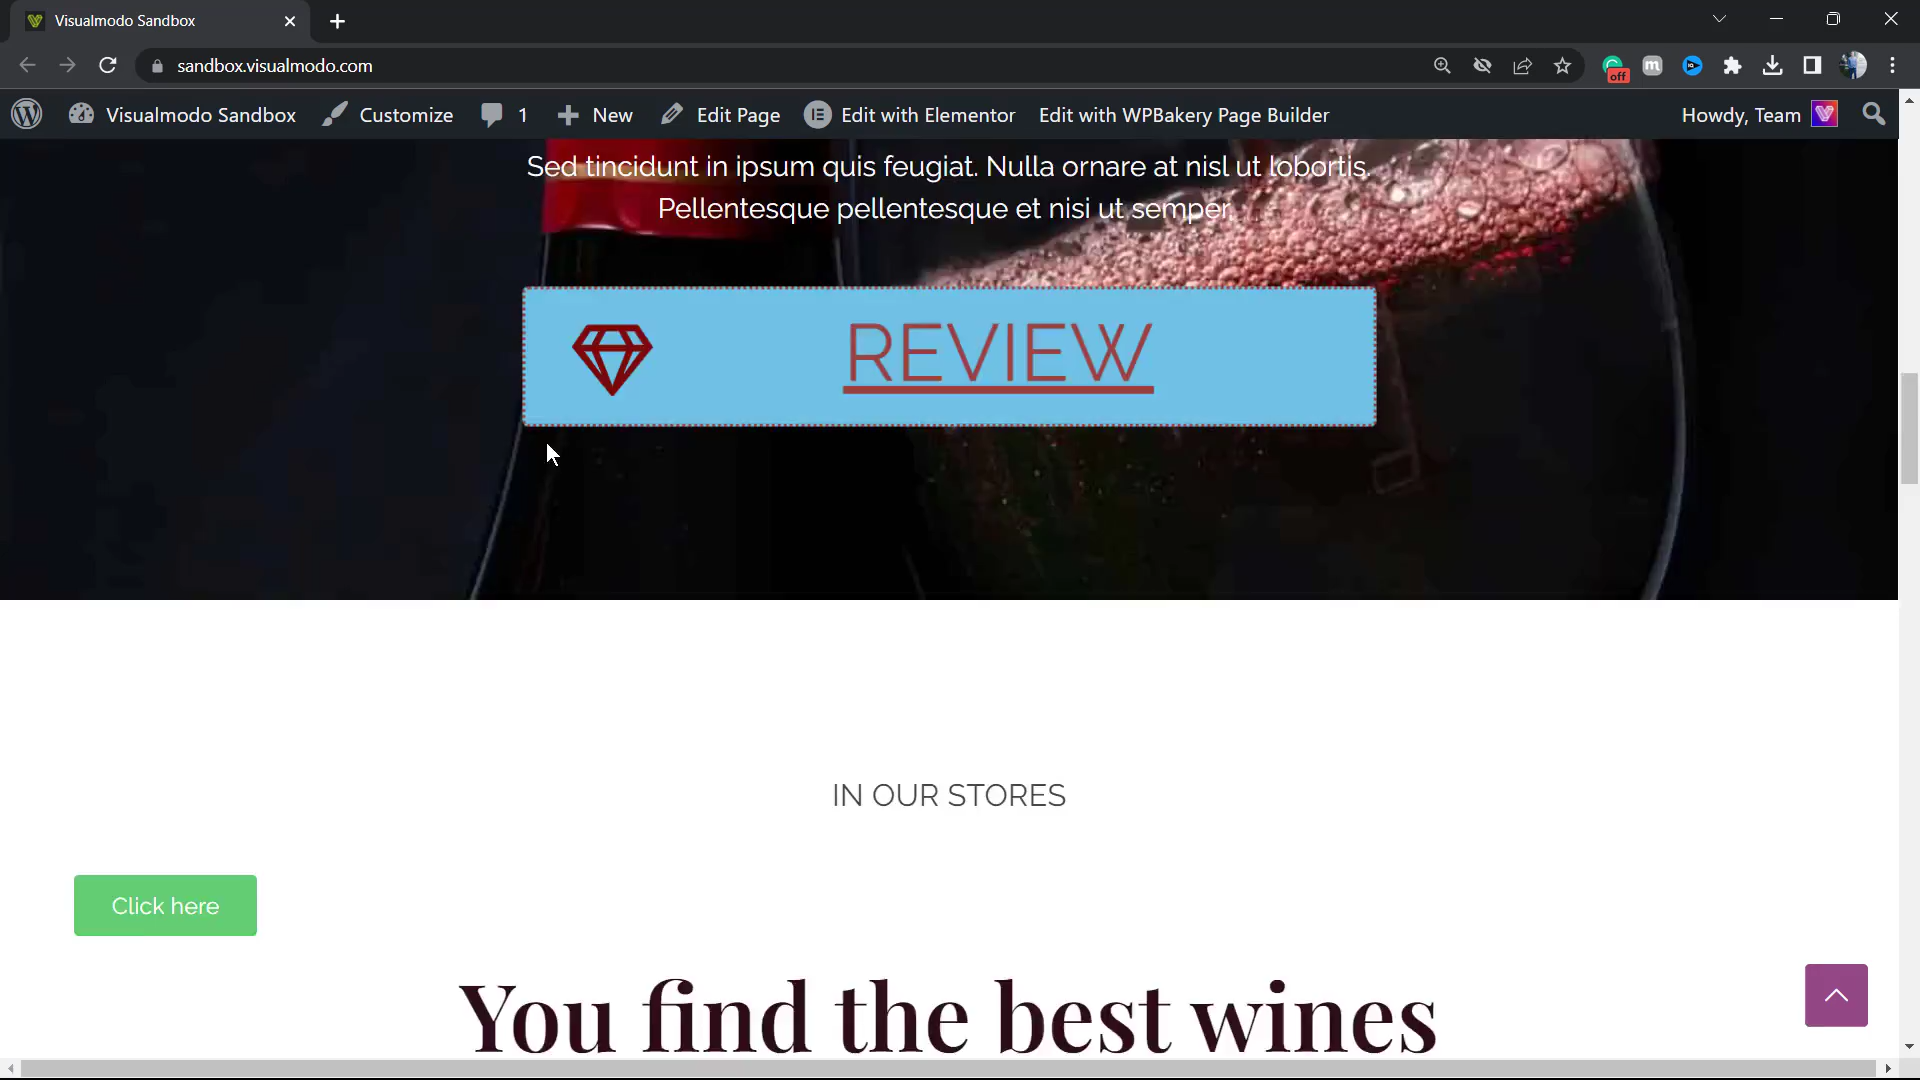 Visualmodo Sandbox
sandbox.visualmodo.com
off
m
Visualmodo Sandbox
Customize
1
New
Edit Page
Edit with Elementor
Edit with WPBakery Page Builder
Howdy, Team
Sed tincidunt in ipsum quis feugiat. Nulla ornare at nisl ut lobortis.
Pellentesque pellentesque et nisi ut semper.
REVIEW
IN OUR STORES
Click here
You find the best wines